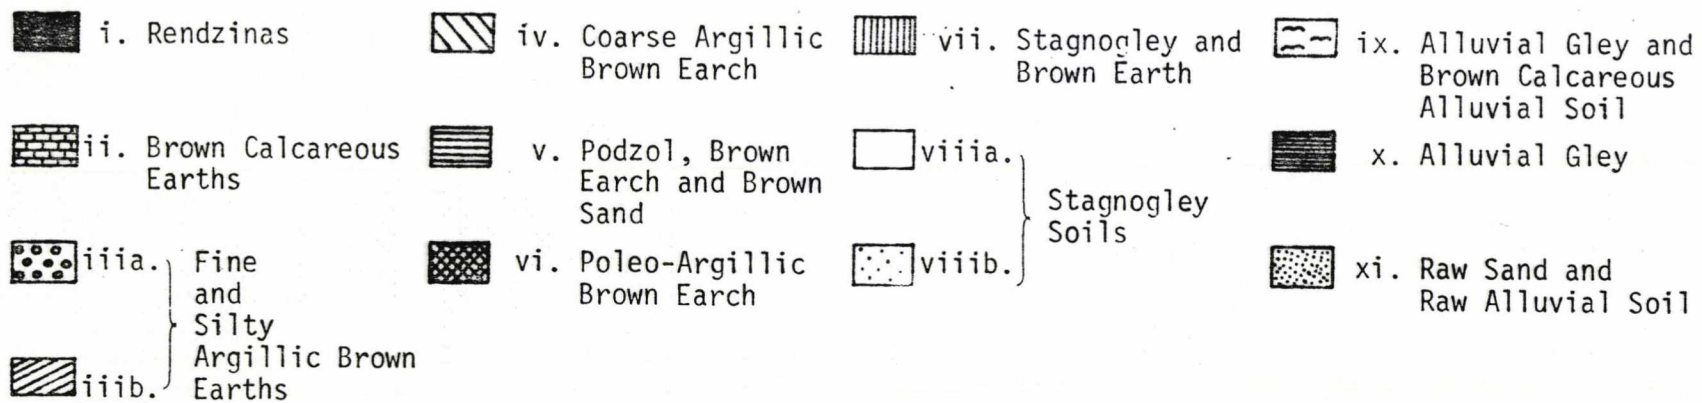 i. Rendzinas
ii. Brown Calcareous
Earths
iiia.
iiib.
Fine
and
Silty
Argillic Brown
Earths
iv. Coarse Argillic
Brown Earch
v. Podzol, Brown
Earch and Brown
Sand
vi. Poleo-Argillic
Brown Earch
vii. Stagnogley and
Brown Earth
viiia.
viiib.
Stagnogley
Soils
ix. Alluvial Gley and
Brown Calcareous
Alluvial Soil
x. Alluvial Gley
xi. Raw Sand and
Raw Alluvial Soil